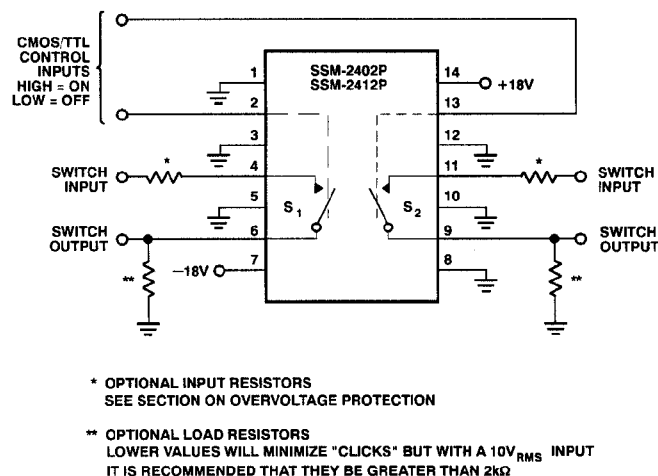 CMOS/TTL
CONTROL
INPUTS
HIGH = ON
LOW = OFF
SSM-2402P
SSM-2412P
1
14
+18V
2
13
3
12
SWITCH
INPUT
*
4
11
*
SWITCH
INPUT
5
S1
S2
10
SWITCH
OUTPUT
6
9
SWITCH
OUTPUT
**
–18V
7
8
**
* OPTIONAL INPUT RESISTORS
SEE SECTION ON OVERVOLTAGE PROTECTION
** OPTIONAL LOAD RESISTORS
LOWER VALUES WILL MINIMIZE "CLICKS" BUT WITH A 10VRMS INPUT
IT IS RECOMMENDED THAT THEY BE GREATER THAN 2kΩ